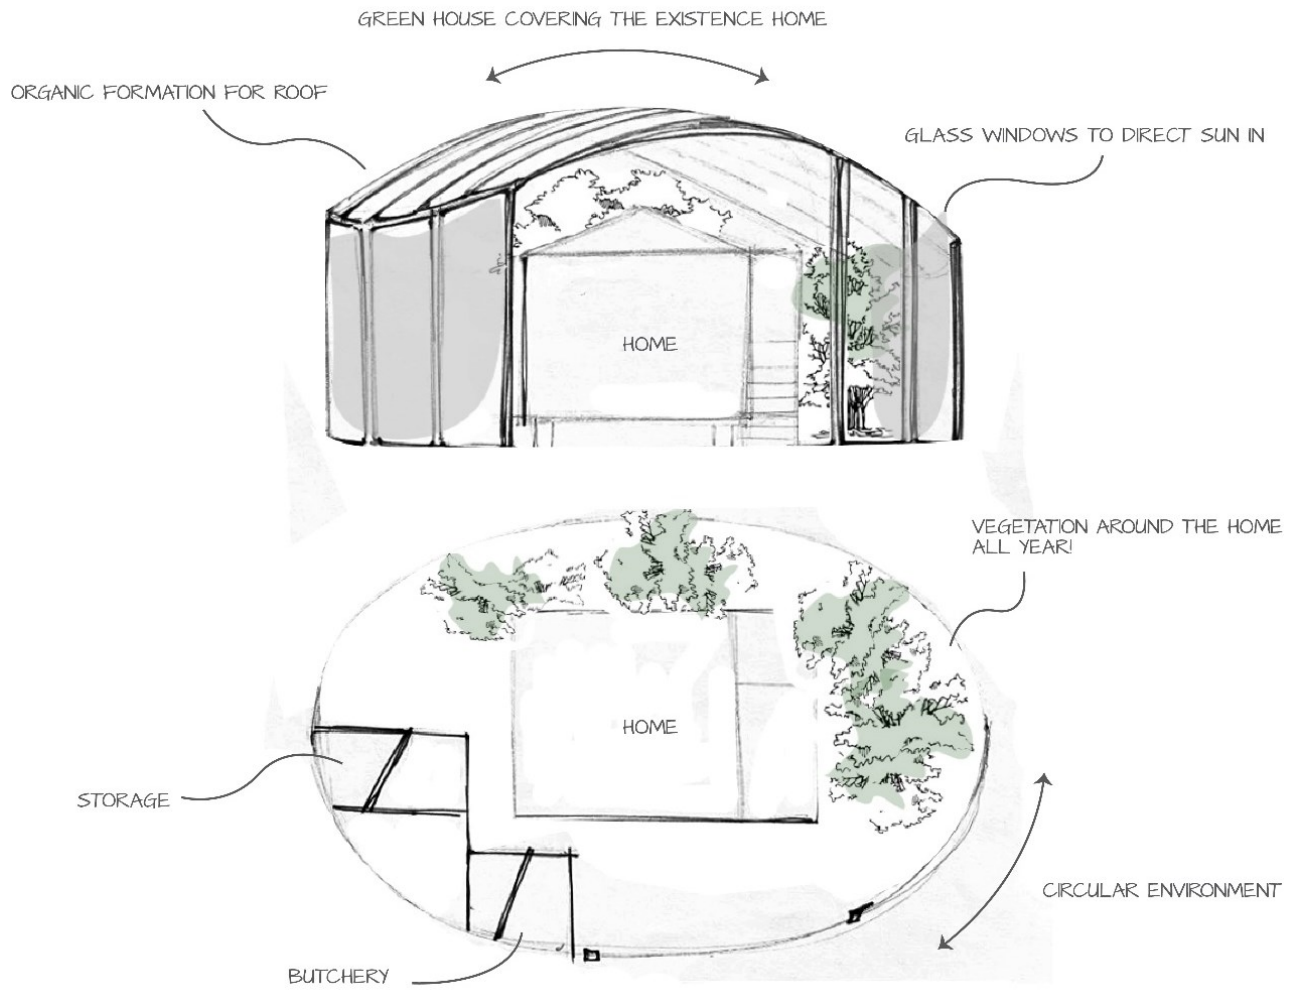 GREEN HOUSE COVERING THE EXISTENCE HOME
ORGANIC FORMATION FOR ROOF
GLASS WINDOWS TO DIRECT SUN IN
HOME
VEGETATION AROUND THE HOME
ALL YEAR!
HOME
STORAGE
CIRCULAR ENVIRONMENT
BUTCHERY